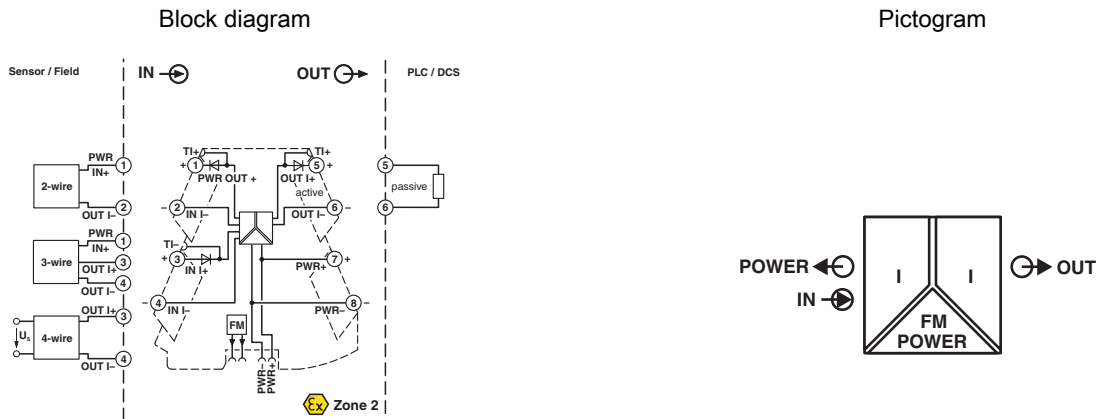 Block diagram
Pictogram
Sensor / Field
IN
OUT
PLC / DCS
PWR
IN+
1
2-wire
2
OUT I–
PWR
1
IN+
3-wire
OUT I+
3
4
OUT I–
OUT I+
3
Us
4-wire
4
OUT I–
TI+
+ 1
PWR OUT +
– 2
IN I–
TI–
+ 3
IN I+
– 4
IN I–
FM
PWR–
PWR+
TI+
5 +
OUT I+
active
6 –
OUT I–
7 +
PWR+
8 –
PWR–
Ex Zone 2
5
passive
6
POWER
IN
I
I
OUT
FM
POWER